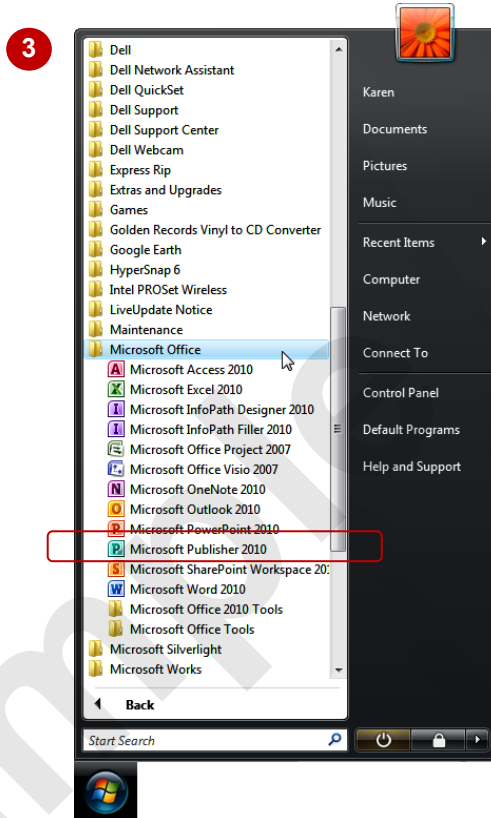 3
Dell
Dell Network Assistant
Dell QuickSet
Dell Support
Dell Support Center
Dell Webcam
Express Rip
Extras and Upgrades
Games
Golden Records Vinyl to CD Converter
Google Earth
HyperSnap 6
Intel PROSet Wireless
LiveUpdate Notice
Maintenance
Microsoft Office
Microsoft Access 2010
Microsoft Excel 2010
Microsoft InfoPath Designer 2010
Microsoft InfoPath Filler 2010
Microsoft Office Project 2007
Microsoft Office Visio 2007
Microsoft OneNote 2010
Microsoft Outlook 2010
Microsoft PowerPoint 2010
Microsoft Publisher 2010
Microsoft SharePoint Workspace 201
Microsoft Word 2010
Microsoft Office 2010 Tools
Microsoft Office Tools
Microsoft Silverlight
Microsoft Works
Back
Start Search
Karen
Documents
Pictures
Music
Recent Items
Computer
Network
Connect To
Control Panel
Default Programs
Help and Support